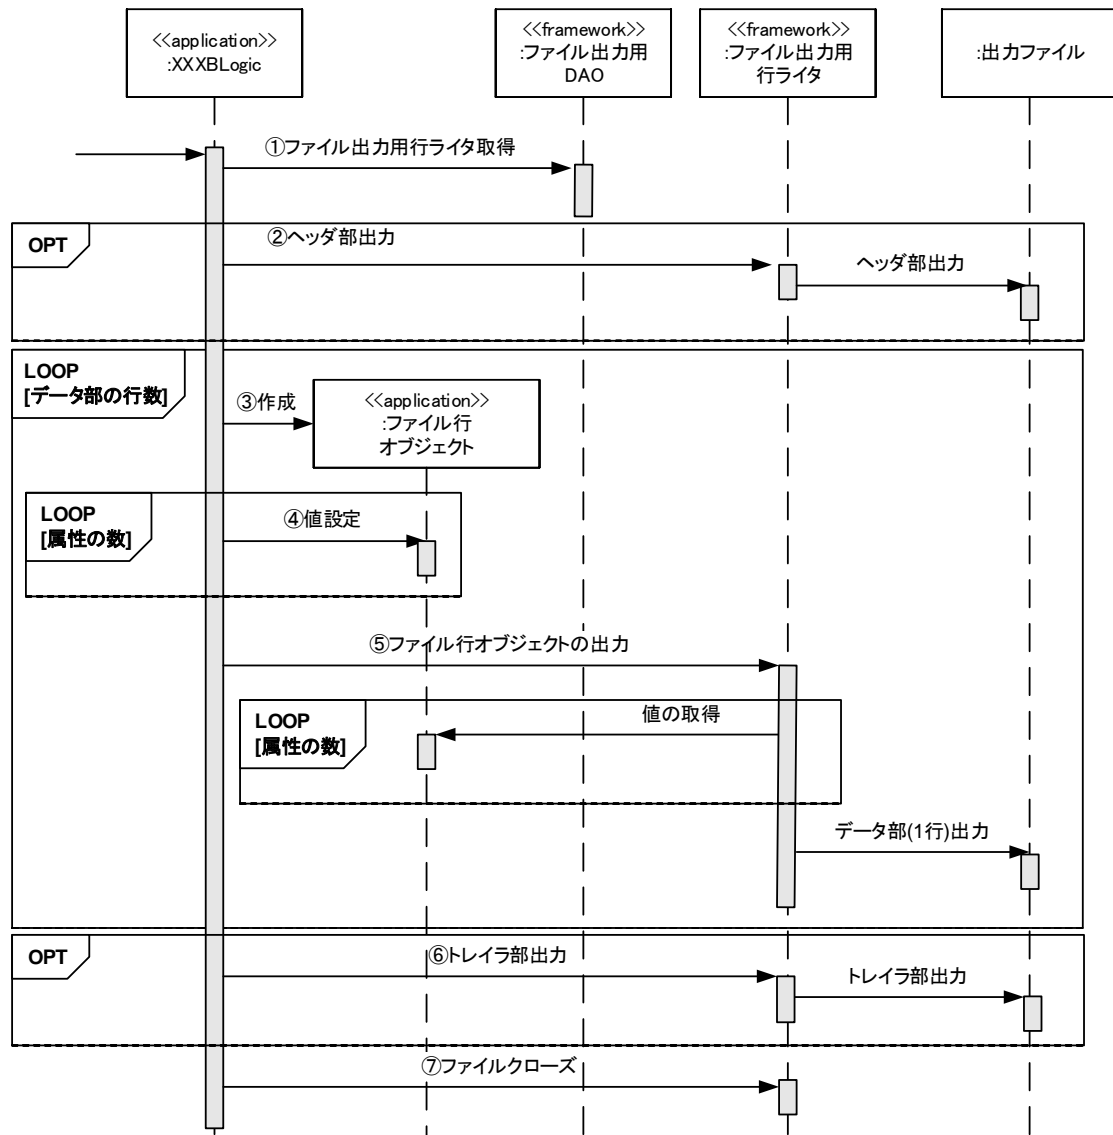 <<application>>
:XXXBLogic
<<framework>>
:ファイル出力用
DAO
<<framework>>
:ファイル出力用
行ライタ
:出力ファイル
①ファイル出力用行ライタ取得
OPT
②ヘッダ部出力
ヘッダ部出力
LOOP
[データ部の行数]
③作成
<<application>>
:ファイル行
オブジェクト
LOOP
[属性の数]
④値設定
⑤ファイル行オブジェクトの出力
LOOP
[属性の数]
値の取得
データ部(1行)出力
OPT
⑥トレイラ部出力
トレイラ部出力
⑦ファイルクローズ